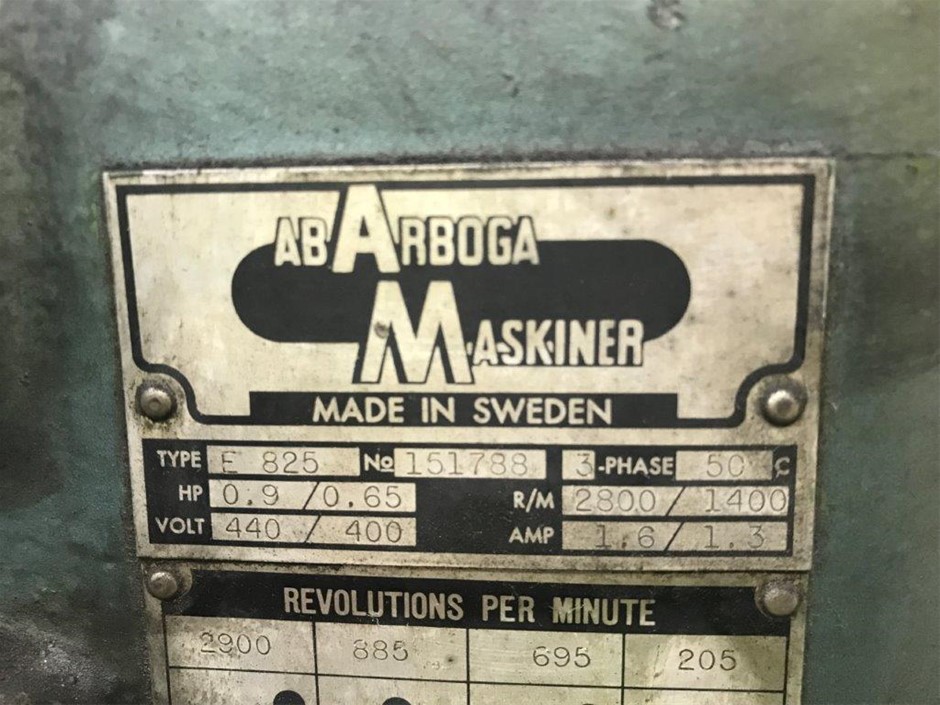 AB ARBOGA
MASKINER
MADE IN SWEDEN
TYPE E 825 No 151788 3-PHASE 50 C
HP 0.9 / 0.65 R/M 2800 / 1400
VOLT 440 / 400 AMP 1.6 / 1.3
REVOLUTIONS PER MINUTE
2900 885 695 205